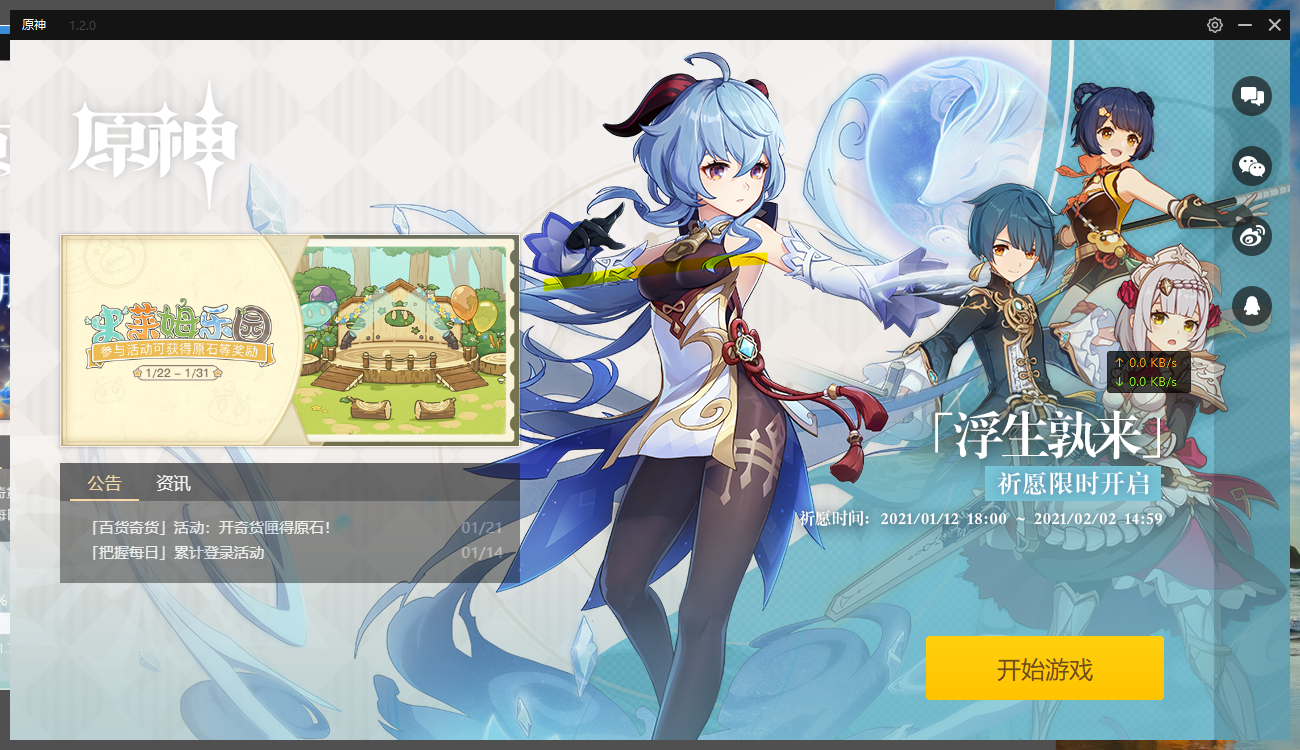 原神 1.2.0
原神
史莱姆乐园
参与活动可获得原石等奖励
1/22 – 1/31
公告 资讯
「百货奇货」活动：开奇货匣得原石! 01/21
「把握每日」累计登录活动 01/14
↑ 0.0 KB/s
↓ 0.0 KB/s
「浮生孰来」
祈愿限时开启
祈愿时间： 2021/01/12 18:00 ~ 2021/02/02 14:59
开始游戏